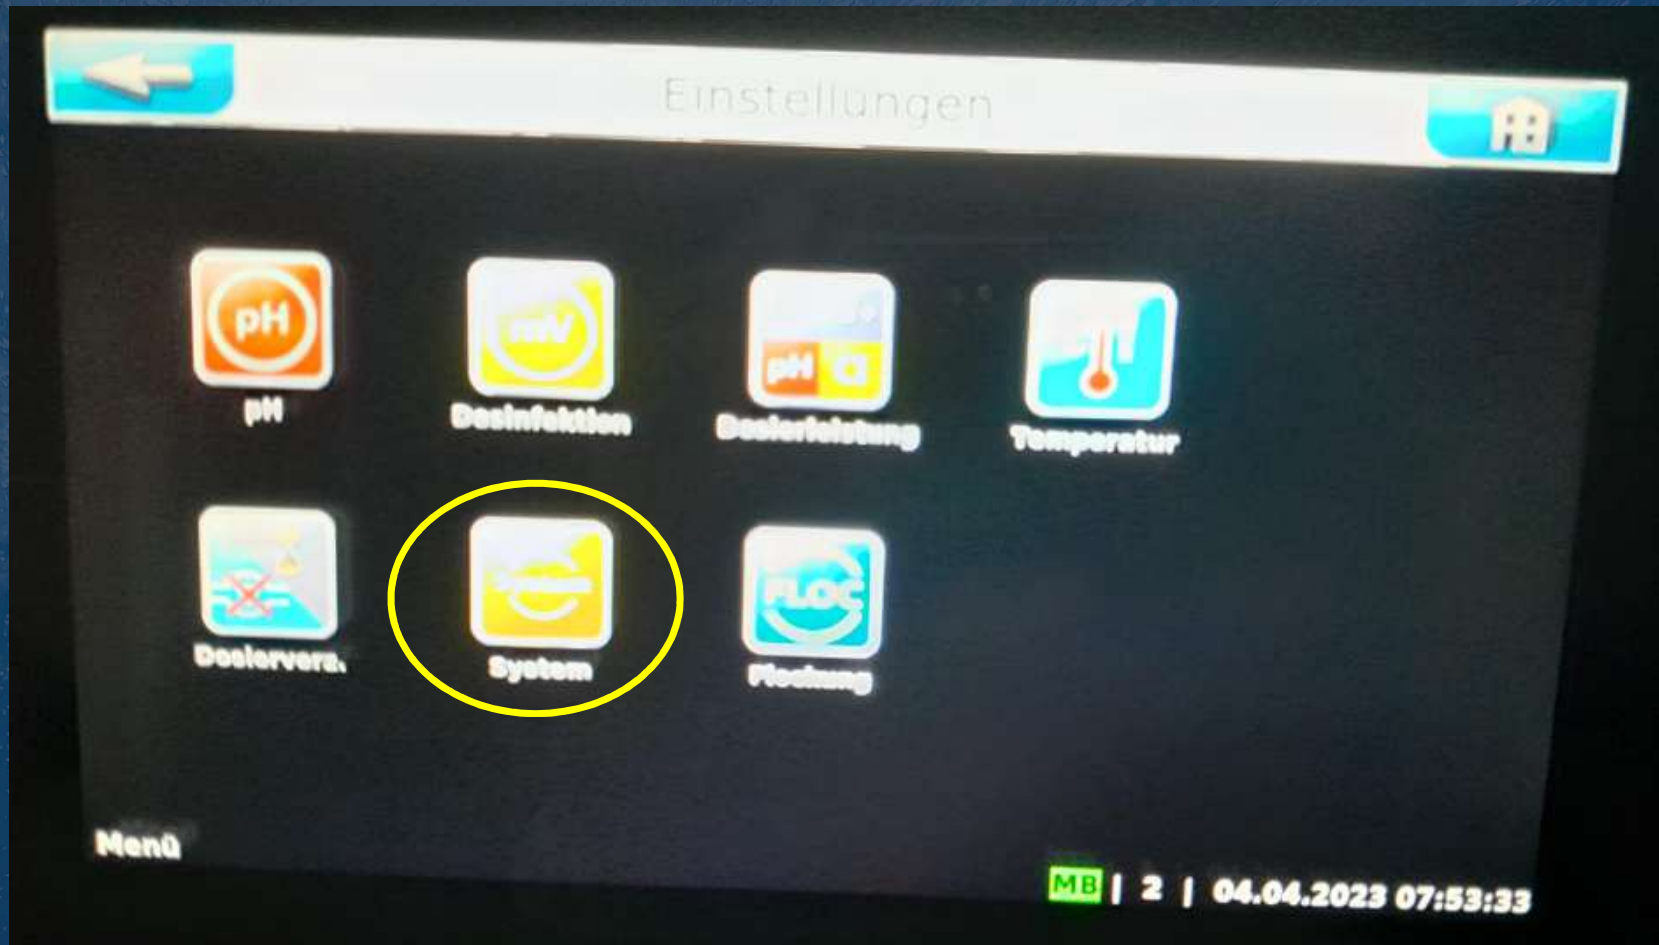 Einstellungen
pH
mV
pH Cl
pH
Desinfektion
Dosierleistung
Temperatur
System
FLOC
Dosierverz.
System
Flockung
Menü
MB | 2 | 04.04.2023 07:53:33